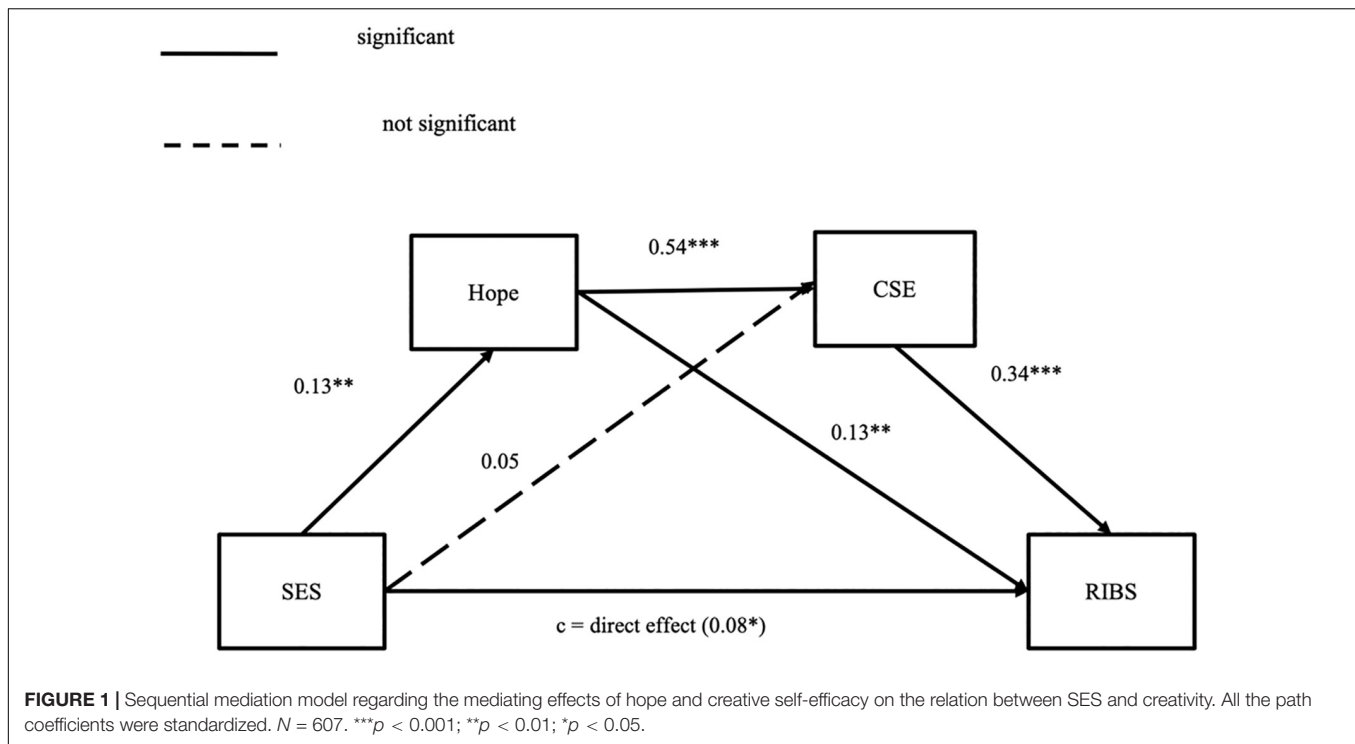 significant
not significant
0.54***
Hope
CSE
0.13**
0.34***
0.13**
0.05
SES
RIBS
c = direct effect (0.08*)
FIGURE 1 | Sequential mediation model regarding the mediating effects of hope and creative self-efficacy on the relation between SES and creativity. All the path
coefficients were standardized. N = 607. ***p < 0.001; **p < 0.01; *p < 0.05.